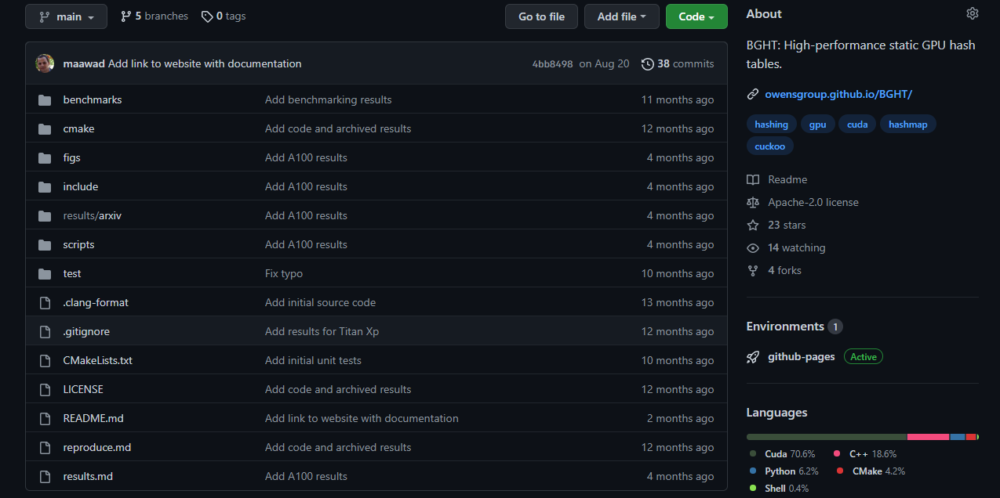 main
5 branches
0 tags
Go to file
Add file
Code
maawad Add link to website with documentation
4bb8498 on Aug 20
38 commits
benchmarks Add benchmarking results 11 months ago
cmake Add code and archived results 12 months ago
figs Add A100 results 4 months ago
include Add A100 results 4 months ago
results/arxiv Add A100 results 4 months ago
scripts Add A100 results 4 months ago
test Fix typo 10 months ago
.clang-format Add initial source code 13 months ago
.gitignore Add results for Titan Xp 12 months ago
CMakeLists.txt Add initial unit tests 10 months ago
LICENSE Add code and archived results 12 months ago
README.md Add link to website with documentation 2 months ago
reproduce.md Add code and archived results 12 months ago
results.md Add A100 results 4 months ago
About
BGHT: High-performance static GPU hash
tables.
owensgroup.github.io/BGHT/
hashing gpu cuda hashmap
cuckoo
Readme
Apache-2.0 license
23 stars
14 watching
4 forks
Environments 1
github-pages Active
Languages
Cuda 70.6% C++ 18.6%
Python 6.2% CMake 4.2%
Shell 0.4%